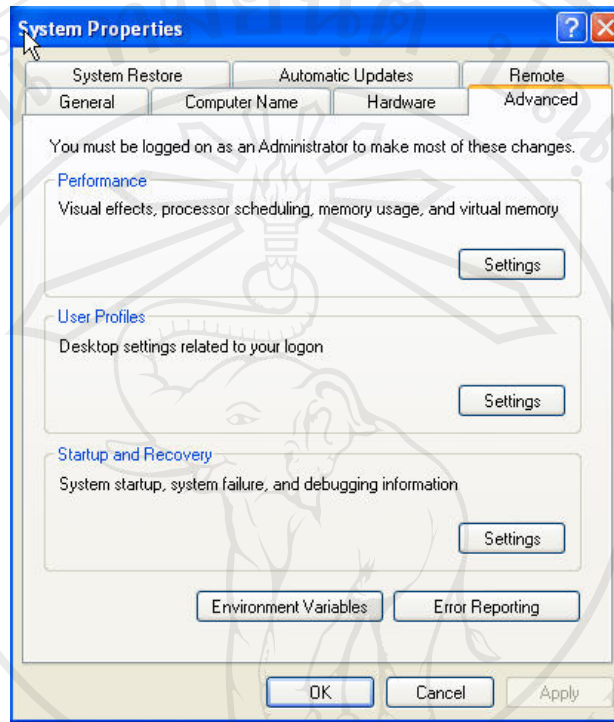 System Properties
System Restore Automatic Updates Remote
General Computer Name Hardware Advanced
You must be logged on as an Administrator to make most of these changes.
Performance
Visual effects, processor scheduling, memory usage, and virtual memory
Settings
User Profiles
Desktop settings related to your logon
Settings
Startup and Recovery
System startup, system failure, and debugging information
Settings
Environment Variables Error Reporting
OK Cancel Apply